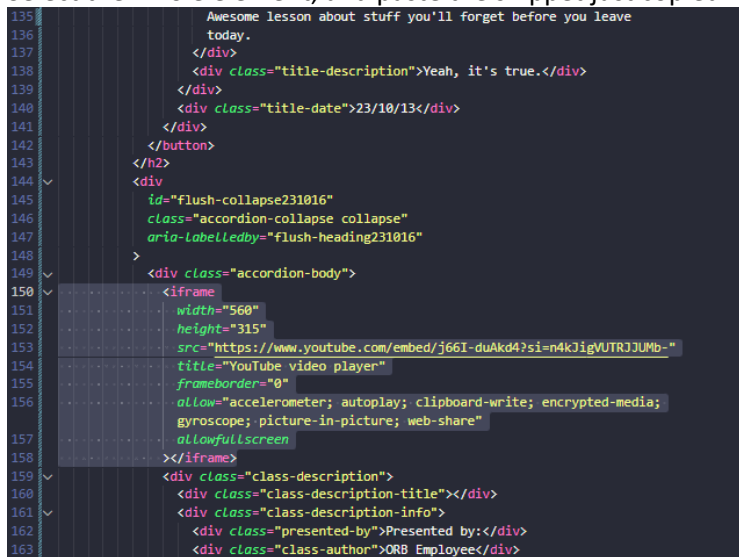 135 Awesome lesson about stuff you'll forget before you leave
136 today.
137 </div>
138 <div class="title-description">Yeah, it's true.</div>
139 </div>
140 <div class="title-date">23/10/13</div>
141 </div>
142 </button>
143 </h2>
144 <div
145 id="flush-collapse231016"
146 class="accordion-collapse collapse"
147 aria-labelledby="flush-heading231016"
148 >
149 <div class="accordion-body">
150 <iframe
151 width="560"
152 height="315"
153 src="https://www.youtube.com/embed/j66I-duAkd4?si=n4kJigVUTRJJUMb-"
154 title="YouTube video player"
155 frameborder="0"
156 allow="accelerometer; autoplay; clipboard-write; encrypted-media;
gyroscope; picture-in-picture; web-share"
157 allowfullscreen
158 ></iframe>
159 <div class="class-description">
160 <div class="class-description-title"></div>
161 <div class="class-description-info">
162 <div class="presented-by">Presented by:</div>
163 <div class="class-author">ORB Employee</div>